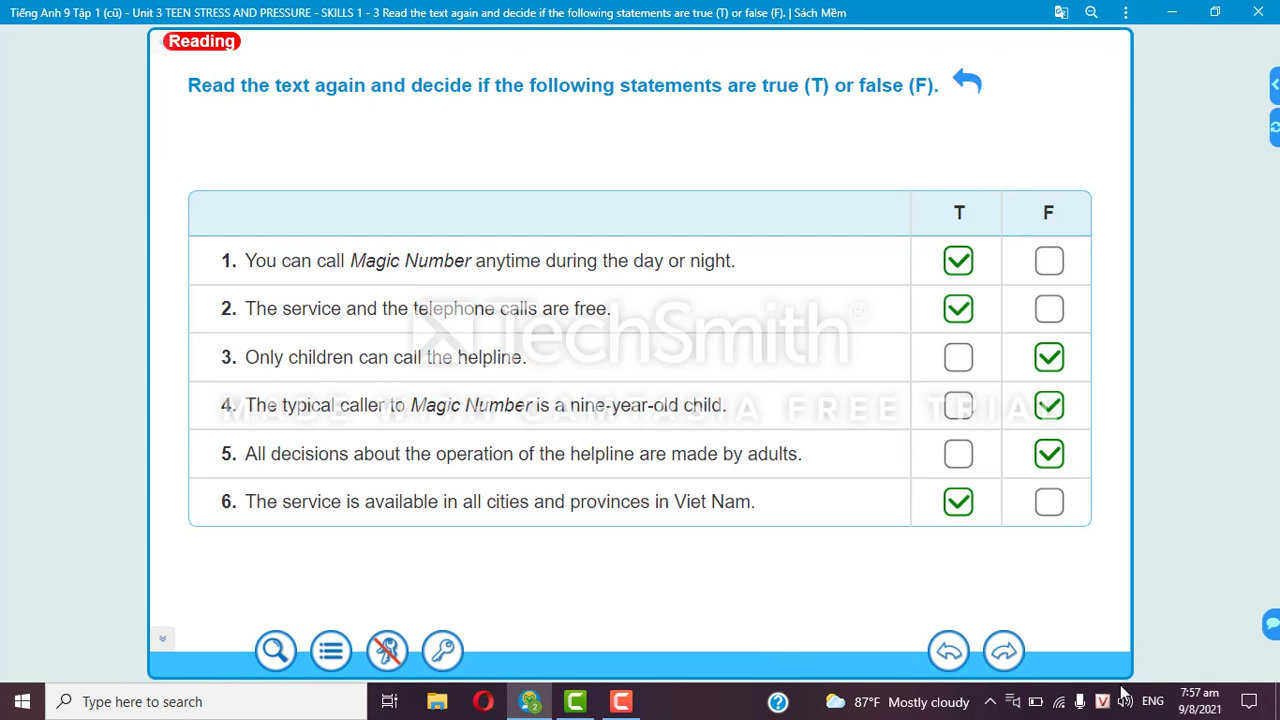 Tiếng Anh 9 Tập 1 (cũ) - Unit 3 TEEN STRESS AND PRESSURE - SKILLS 1 - 3 Read the text again and decide if the following statements are true (T) or false (F). | Sách Mềm
Reading
Read the text again and decide if the following statements are true (T) or false (F).
T F
1. You can call Magic Number anytime during the day or night.
2. The service and the telephone calls are free.
TechSmith®
3. Only children can call the helpline.
4. The typical caller to Magic Number is a nine-year-old child.
MADE WITH CAMTASIA FREE TRIAL
5. All decisions about the operation of the helpline are made by adults.
6. The service is available in all cities and provinces in Viet Nam.
Type here to search
2
C
C
87°F Mostly cloudy
V
ENG
7:57 am
9/8/2021